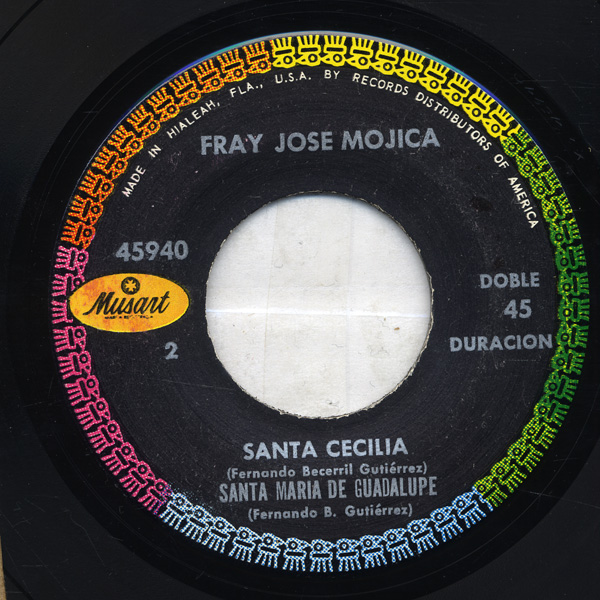 MADE IN HIALEAH, FLA., U.S.A. BY RECORDS DISTRIBUTORS OF AMERICA
FRAY JOSE MOJICA
45940
Musart
2
DOBLE
45
DURACION
SANTA CECILIA
(Fernando Becerril Gutiérrez)
SANTA MARIA DE GUADALUPE
(Fernando B. Gutiérrez)